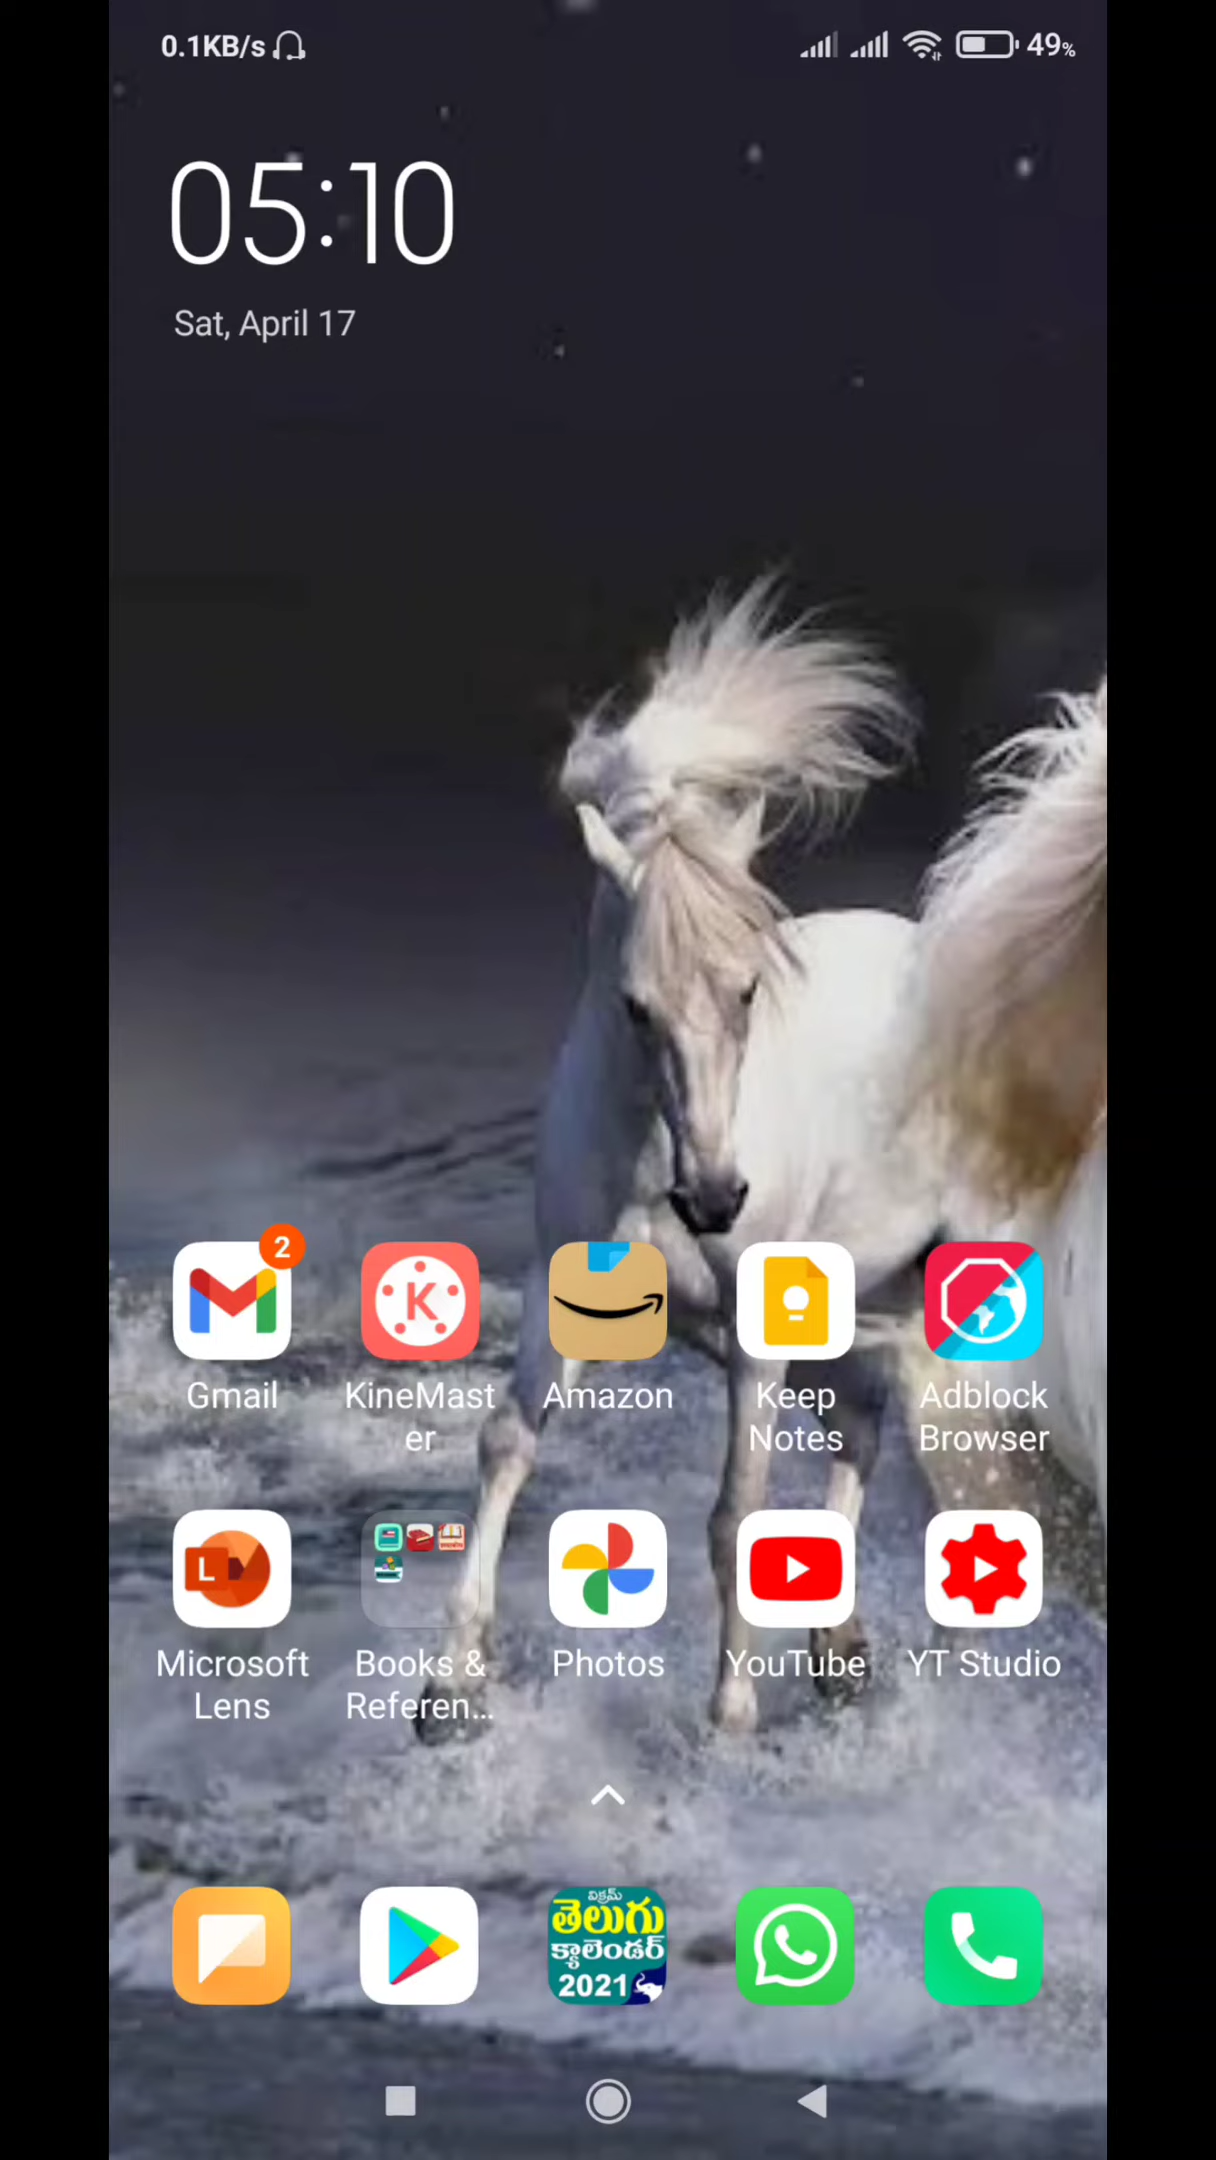 0.1KB/s
49%
05:10
Sat, April 17
2
Gmail
KineMast
er
Amazon
Keep
Notes
Adblock
Browser
Microsoft
Lens
Books &
Referen...
Photos
YouTube
YT Studio
విక్రమ్
తెలుగు
క్యాలెండర్
2021